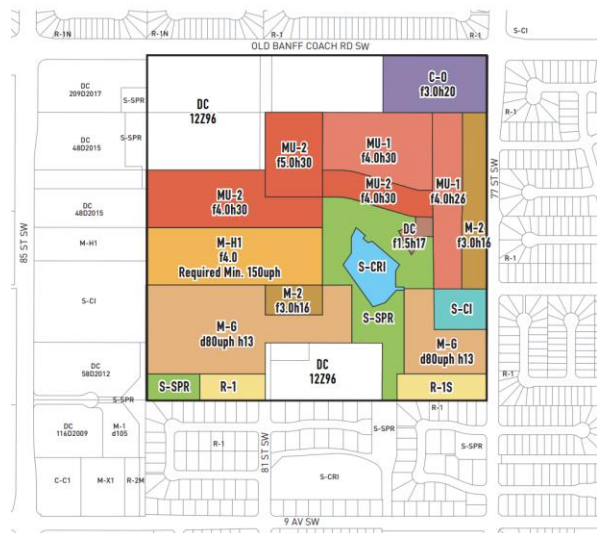 R-1N
R-1N
R-1
R-1
S-CI
OLD BANFF COACH RD SW
DC
209D2017
S-SPR
DC
12Z96
C-O
f3.0h20
R-1
DC
48D2015
S-SPR
MU-2
f5.0h30
MU-1
f4.0h30
MU-1
f4.0h26
77 ST SW
MU-2
f4.0h30
MU-2
f4.0h30
DC
48D2015
M-2
f3.0h16
DC
f1.5h17
85 ST SW
M-H1
M-H1
f4.0
Required Min. 150uph
S-CRI
R-1
S-CI
M-2
f3.0h16
S-CI
S-SPR
M-G
d80uph h13
M-G
d80uph h13
DC
58D2012
DC
12Z96
S-SPR
R-1
R-1S
S-SPR
R-1
DC
116D2009
M-1
d105
R-1
81 ST SW
S-SPR
S-SPR
C-C1
M-X1
R-2M
S-CRI
9 AV SW